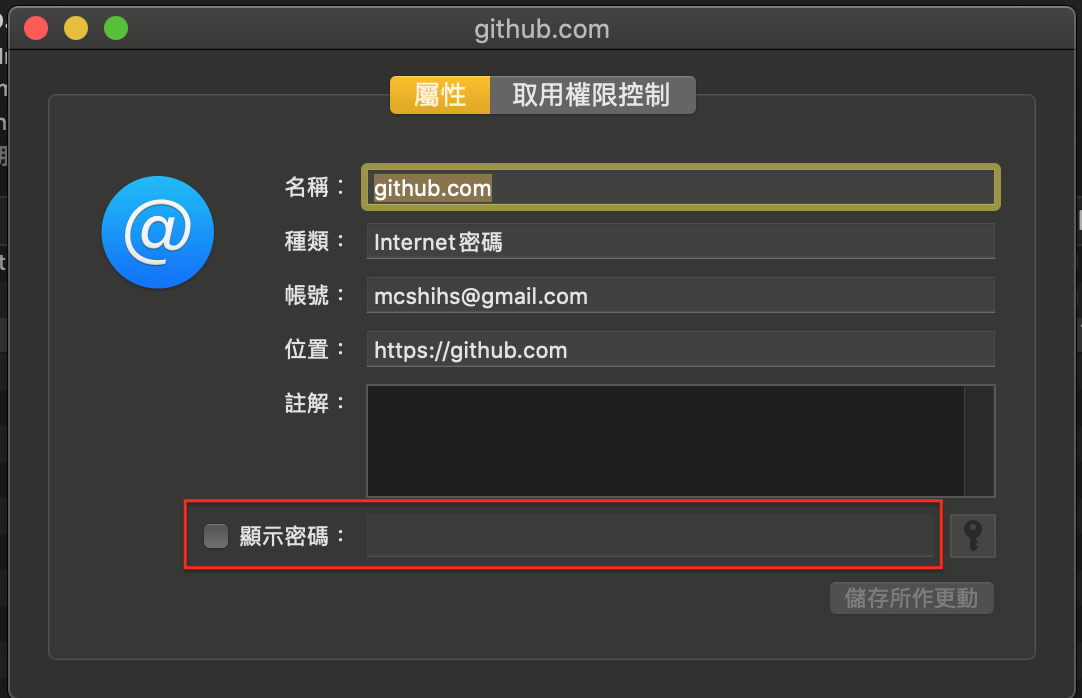 github.com
屬性 取用權限控制
名稱： github.com
種類： Internet密碼
帳號： mcshihs@gmail.com
位置： https://github.com
註解：
顯示密碼：
儲存所作更動